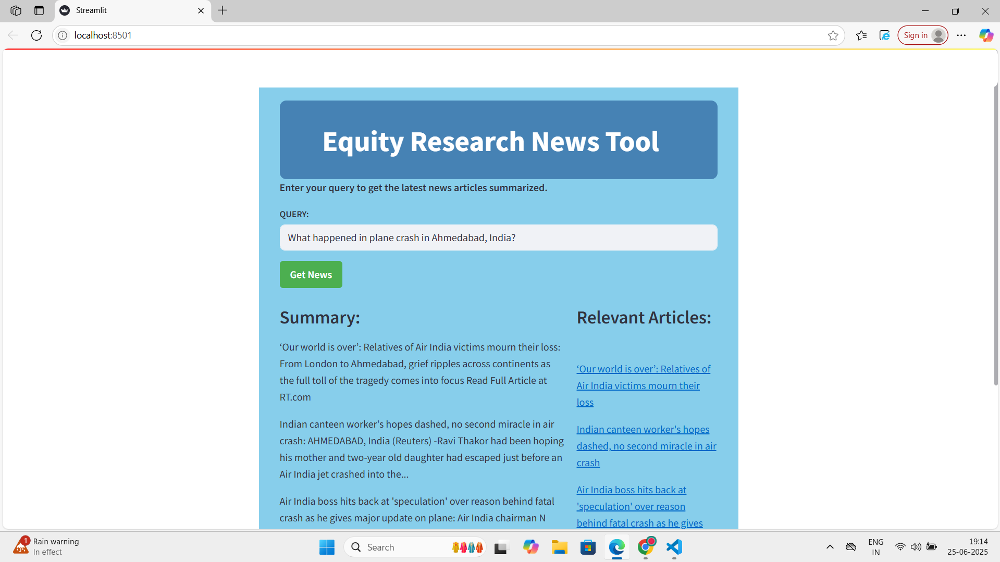 Streamlit
localhost:8501
Sign in
Equity Research News Tool
Enter your query to get the latest news articles summarized.
QUERY:
What happened in plane crash in Ahmedabad, India?
Get News
Summary:
‘Our world is over’: Relatives of Air India victims mourn their loss:
From London to Ahmedabad, grief ripples across continents as
the full toll of the tragedy comes into focus Read Full Article at
RT.com
Indian canteen worker's hopes dashed, no second miracle in air
crash: AHMEDABAD, India (Reuters) -Ravi Thakor had been hoping
his mother and two-year old daughter had escaped just before an
Air India jet crashed into the...
Air India boss hits back at 'speculation' over reason behind fatal
crash as he gives major update on plane: Air India chairman N
Relevant Articles:
‘Our world is over’: Relatives of
Air India victims mourn their
loss
Indian canteen worker's hopes
dashed, no second miracle in air
crash
Air India boss hits back at
'speculation' over reason
behind fatal crash as he gives
1
Rain warning
In effect
Search
ENG
IN
19:14
25-06-2025